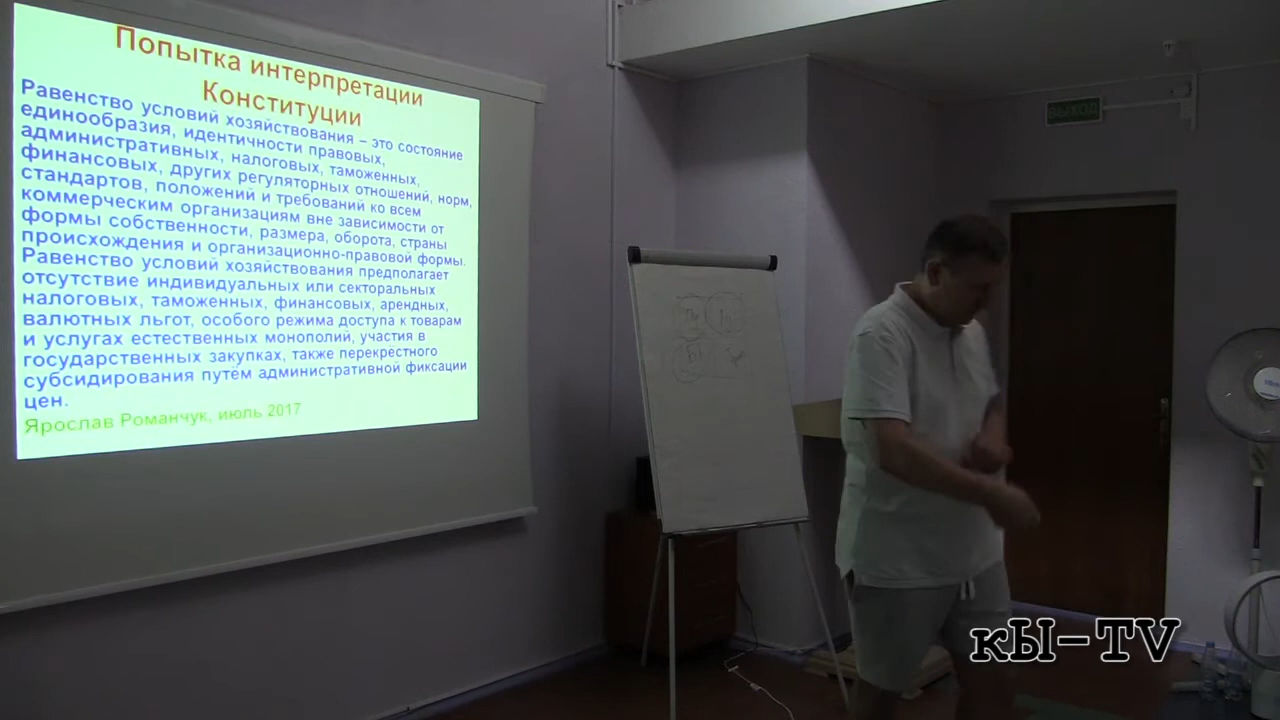 Попытка интерпретации
Конституции
Равенство условий хозяйствования – это состояние
единообразия, идентичности правовых,
административных, налоговых, таможенных,
финансовых, других регуляторных отношений, норм,
стандартов, положений и требований ко всем
коммерческим организациям вне зависимости от
формы собственности, размера, оборота, страны
происхождения и организационно-правовой формы.
Равенство условий хозяйствования предполагает
отсутствие индивидуальных или секторальных
налоговых, таможенных, финансовых, арендных,
валютных льгот, особого режима доступа к товарам
и услугах естественных монополий, участия в
государственных закупках, также перекрёстного
субсидирования путём административной фиксации
цен.
Ярослав Романчук, июль 2017
ВЫХОД
кЫ-TV